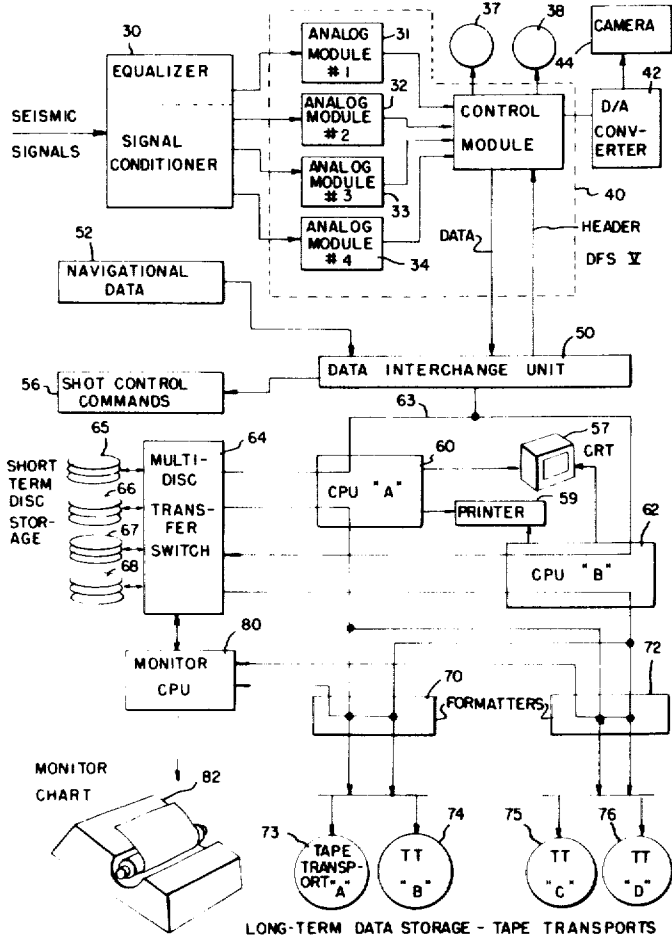 37
38
44
CAMERA
30
ANALOG
MODULE
#1
31
EQUALIZER
SIGNAL
CONDITIONER
SEISMIC
SIGNALS
32
ANALOG
MODULE
#2
CONTROL
MODULE
42
D/A
CONV-
ERTER
ANALOG
MODULE
#3
33
40
ANALOG
MODULE
#4
34
DATA
HEADER
DFS V
52
NAVIGATIONAL
DATA
50
DATA INTERCHANGE UNIT
56
SHOT CONTROL
COMMANDS
63
57
CRT
65
64
60
SHORT
TERM
DISC
STOR-
AGE
66
67
68
MULTI-
DISC
TRANS-
FER
SWITCH
CPU "A"
59
PRINTER
62
CPU "B"
80
MONITOR
CPU
70
72
FORMATTERS
MONITOR
CHART
82
73
TAPE
TRANSP-
ORT
"A"
74
TT
"B"
75
TT
"C"
76
TT
"D"
LONG-TERM DATA STORAGE - TAPE TRANSPORTS